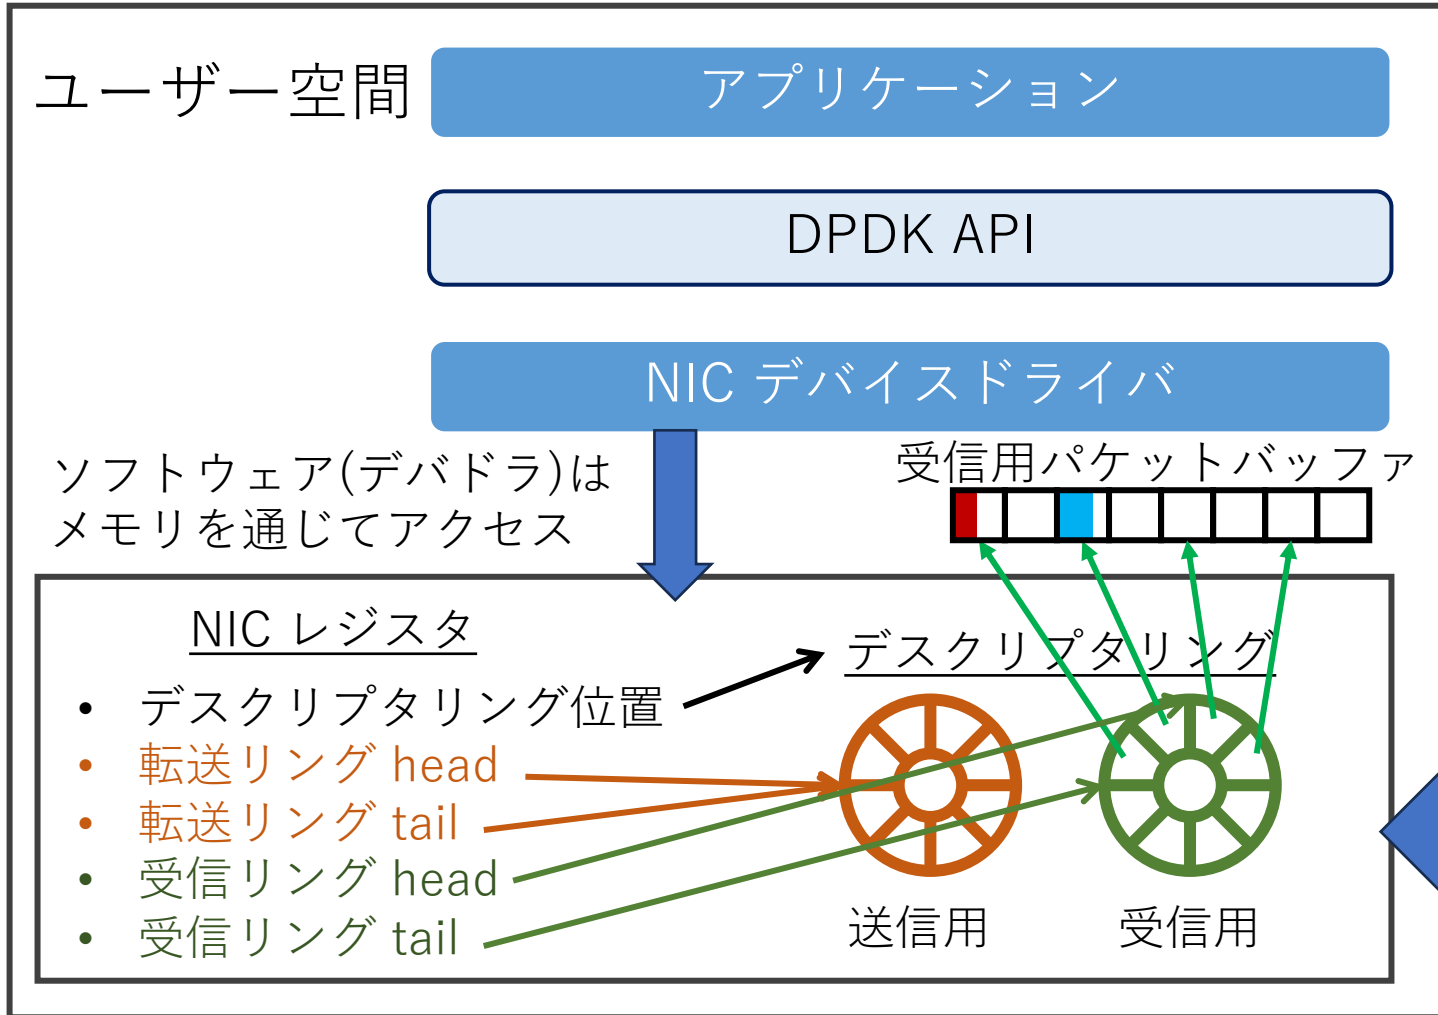 ユーザー空間
アプリケーション
DPDK API
NIC デバイスドライバ
ソフトウェア(デバドラ)は
メモリを通じてアクセス
受信用パケットバッファ
NIC レジスタ
• デスクリプタリング位置
• 転送リング head
• 転送リング tail
• 受信リング head
• 受信リング tail
デスクリプタリング
送信用
受信用